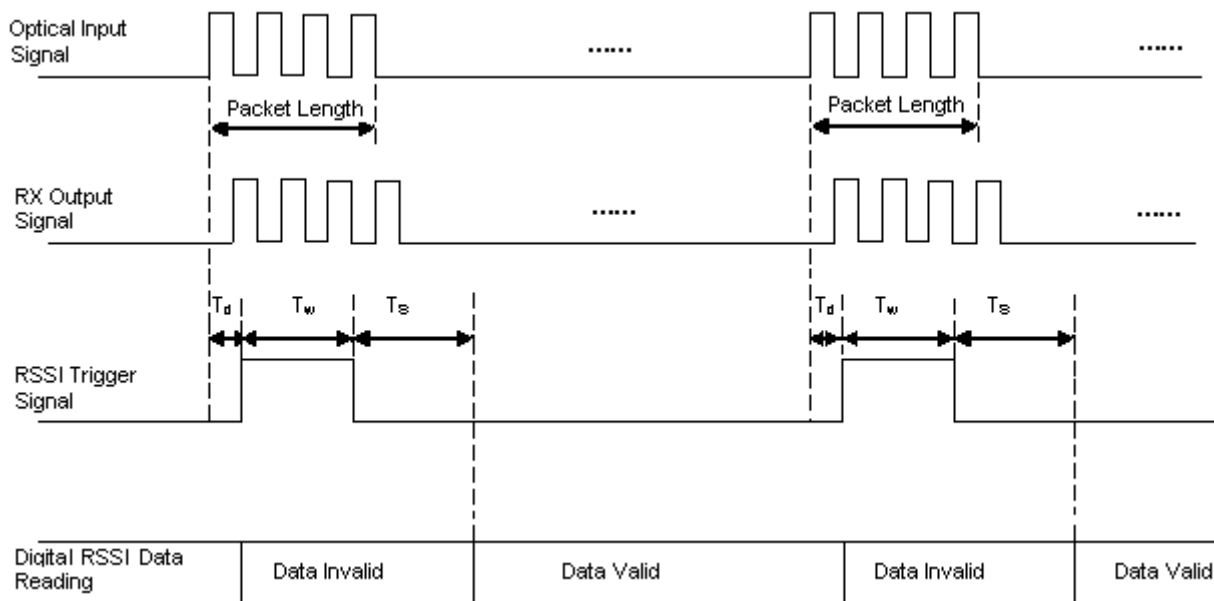 Optical Input
Signal
......
......
Packet Length
Packet Length
RX Output
Signal
......
......
Td
Tw
Ts
Td
Tw
Ts
RSSI Trigger
Signal
Digital RSSI Data
Reading
Data Invalid
Data Valid
Data Invalid
Data Valid